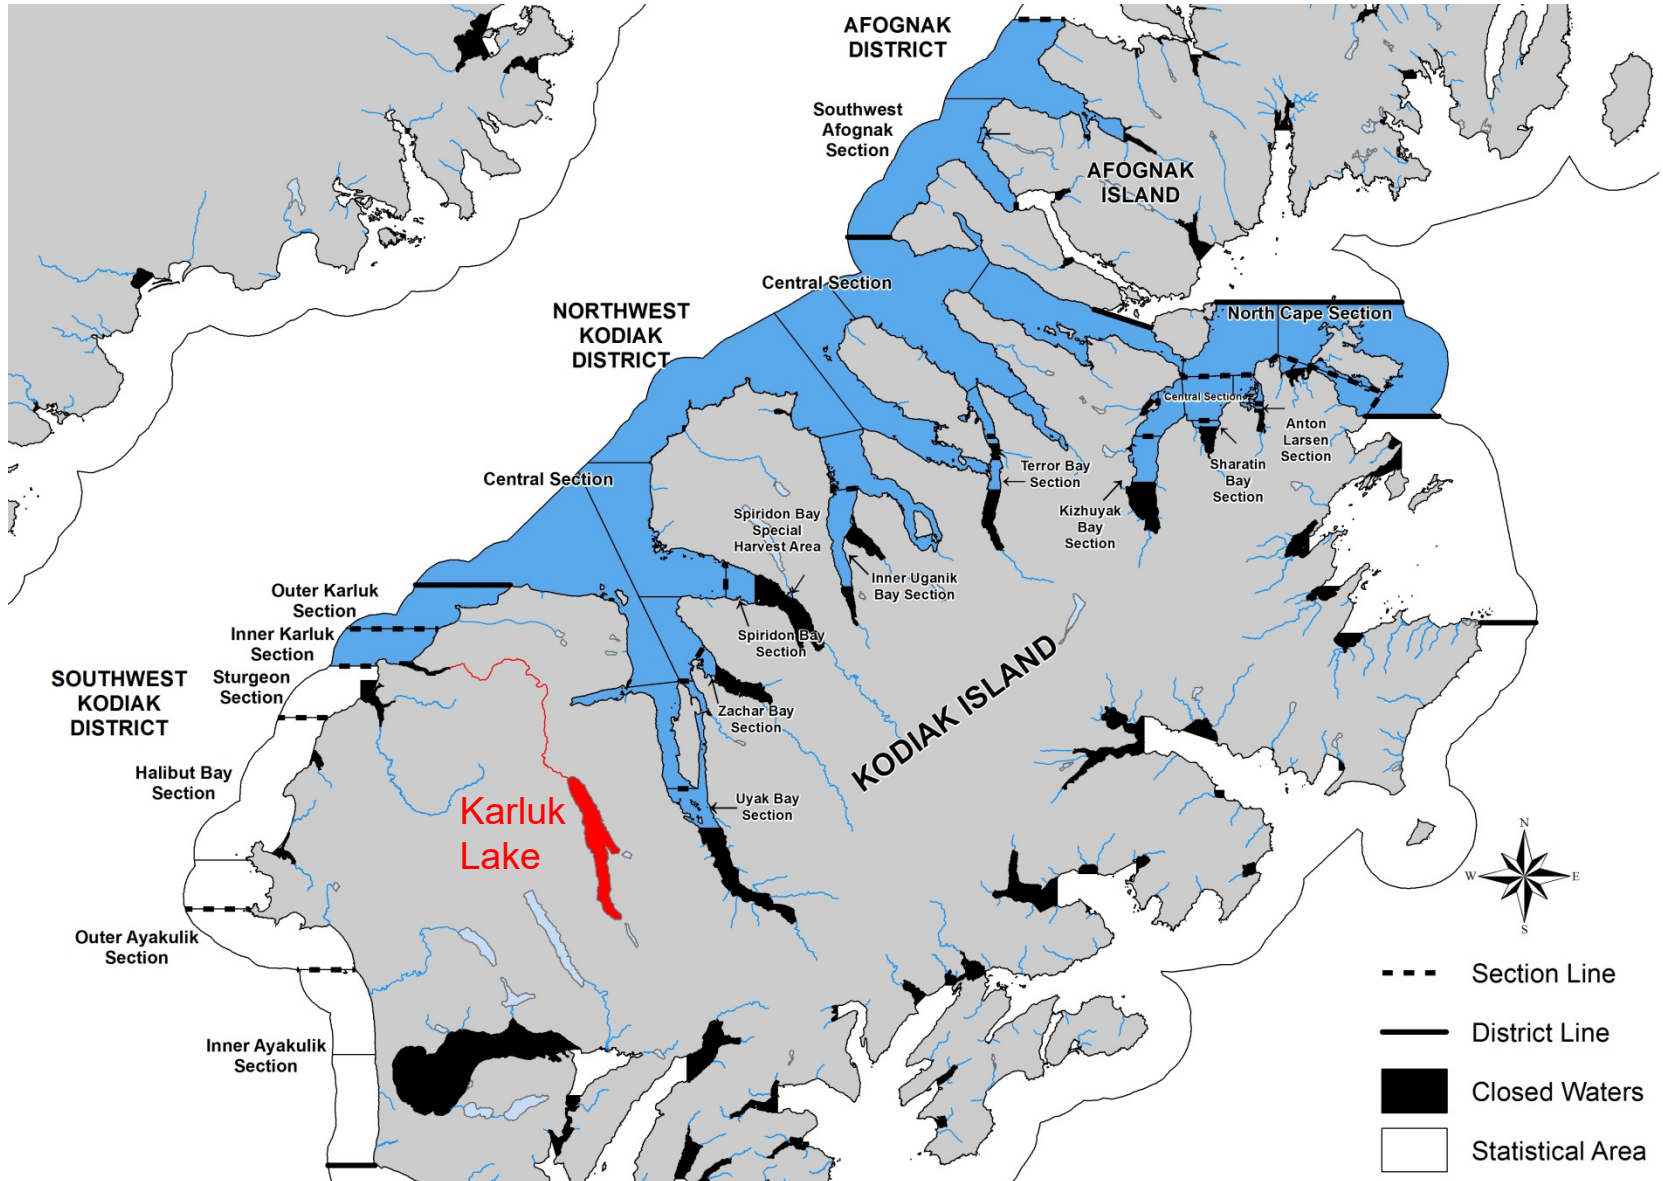 AFOGNAK
DISTRICT
Southwest
Afognak
Section
AFOGNAK
ISLAND
Central Section
NORTHWEST
KODIAK
DISTRICT
North Cape Section
Central Section
Anton
Larsen
Section
Sharatin
Bay
Section
Terror Bay
Section
Kizhuyak
Bay
Section
Central Section
Spiridon Bay
Special
Harvest Area
Inner Uganik
Bay Section
Outer Karluk
Section
Inner Karluk
Section
Sturgeon
Section
SOUTHWEST
KODIAK
DISTRICT
Spiridon Bay
Section
Zachar Bay
Section
KODIAK ISLAND
Halibut Bay
Section
Karluk
Lake
Uyak Bay
Section
Outer Ayakulik
Section
Inner Ayakulik
Section
N
W
E
S
Section Line
District Line
Closed Waters
Statistical Area